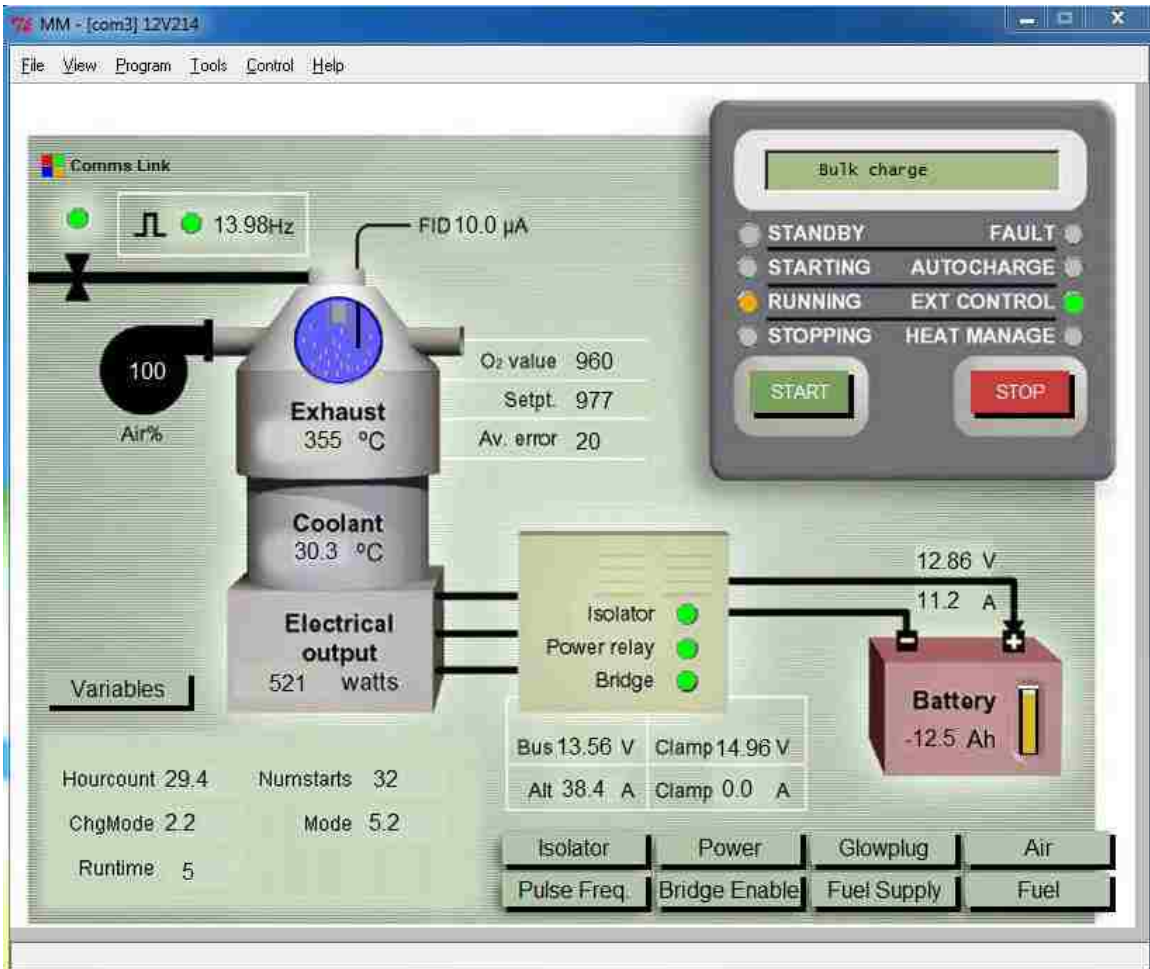 MM - [com3] 12V214
File View Program Tools Control Help
Comms Link
13.98Hz
FID 10.0 µA
100
Air%
O2 value 960
Setpt. 977
Av. error 20
Exhaust
355 ºC
Coolant
30.3 ºC
Electrical
output
521 watts
Bulk charge
STANDBY FAULT
STARTING AUTOCHARGE
RUNNING EXT CONTROL
STOPPING HEAT MANAGE
START STOP
Isolator
Power relay
Bridge
12.86 V
11.2 A
Battery
-12.5 Ah
Variables
Bus 13.56 V Clamp 14.96 V
Alt 38.4 A Clamp 0.0 A
Hourcount 29.4 Numstarts 32
ChgMode 2.2 Mode 5.2
Runtime 5
Isolator Power Glowplug Air
Pulse Freq. Bridge Enable Fuel Supply Fuel